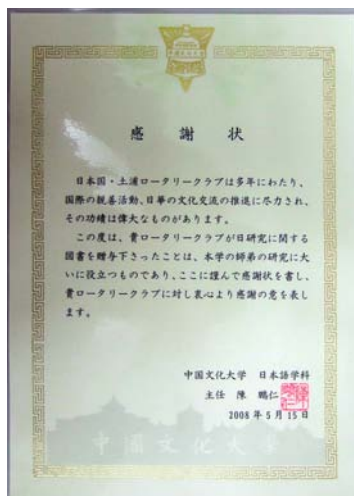 中國文化大學
感謝状
日本国・土浦ロータリークラブは多年にわたり、
国際の親善活動、日華の文化交流の推進に尽力され、
その功績は偉大なものがあります。
この度は、貴ロータリークラブが日研究に関する
図書を贈与下さったことは、本学の師弟の研究に大
いに役立つものであり、ここに謹んで感謝状を書し、
貴ロータリークラブに対し衷心より感謝の意を表し
ます。
中国文化大学 日本語学科
主任 陳 鵬仁
2008年5月15日
中國文化大學